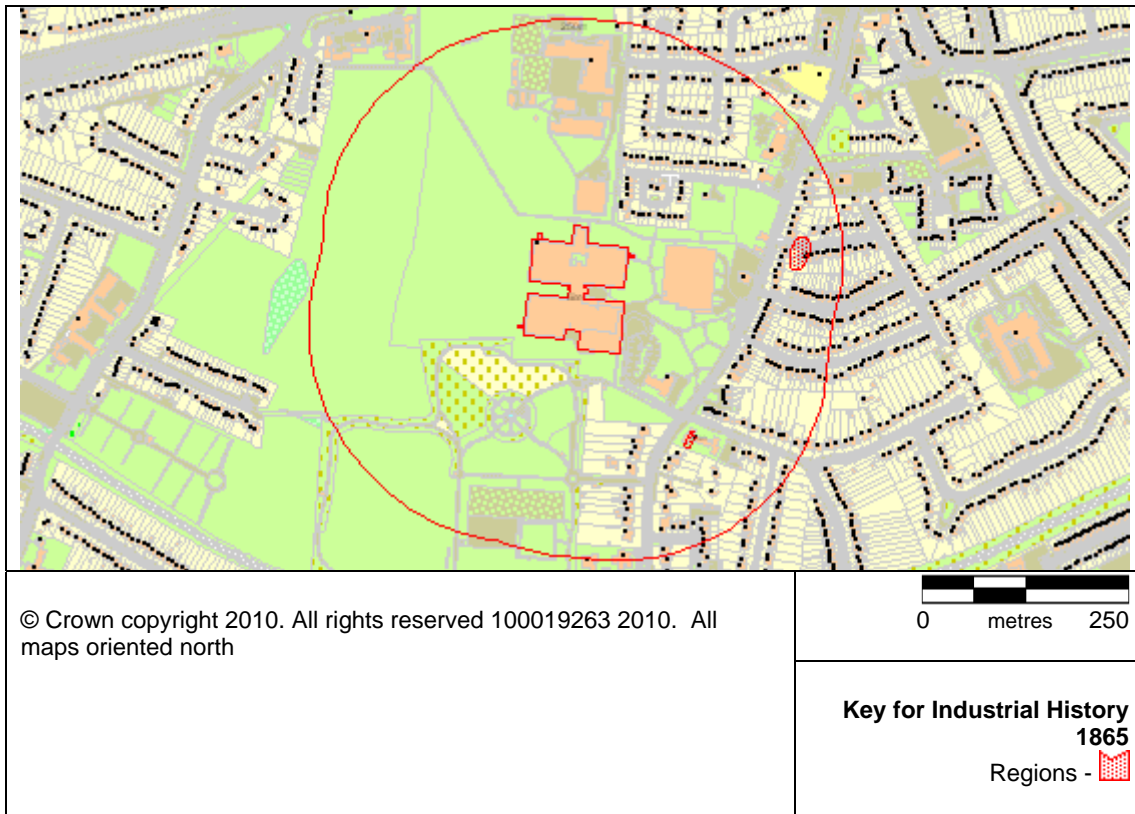 © Crown copyright 2010. All rights reserved 100019263 2010. All
maps oriented north
0 metres 250
Key for Industrial History
1865
Regions -